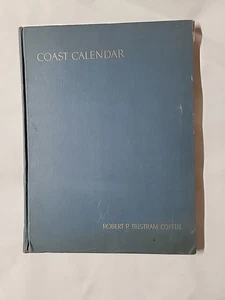 COAST CALENDAR
ROBERT P. TRISTRAM COFFIN